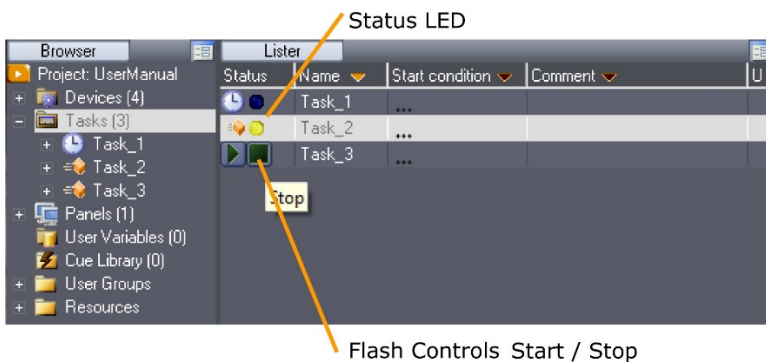 Status LED
Browser
Lister
Project: UserManual
Status Name Start condition Comment U
Devices (4)
Task_1 ...
Tasks (3)
Task_2 ...
Task_1
Task_3 ...
Task_2
Task_3
Stop
Panels (1)
User Variables (0)
Cue Library (0)
User Groups
Resources
Flash Controls Start / Stop